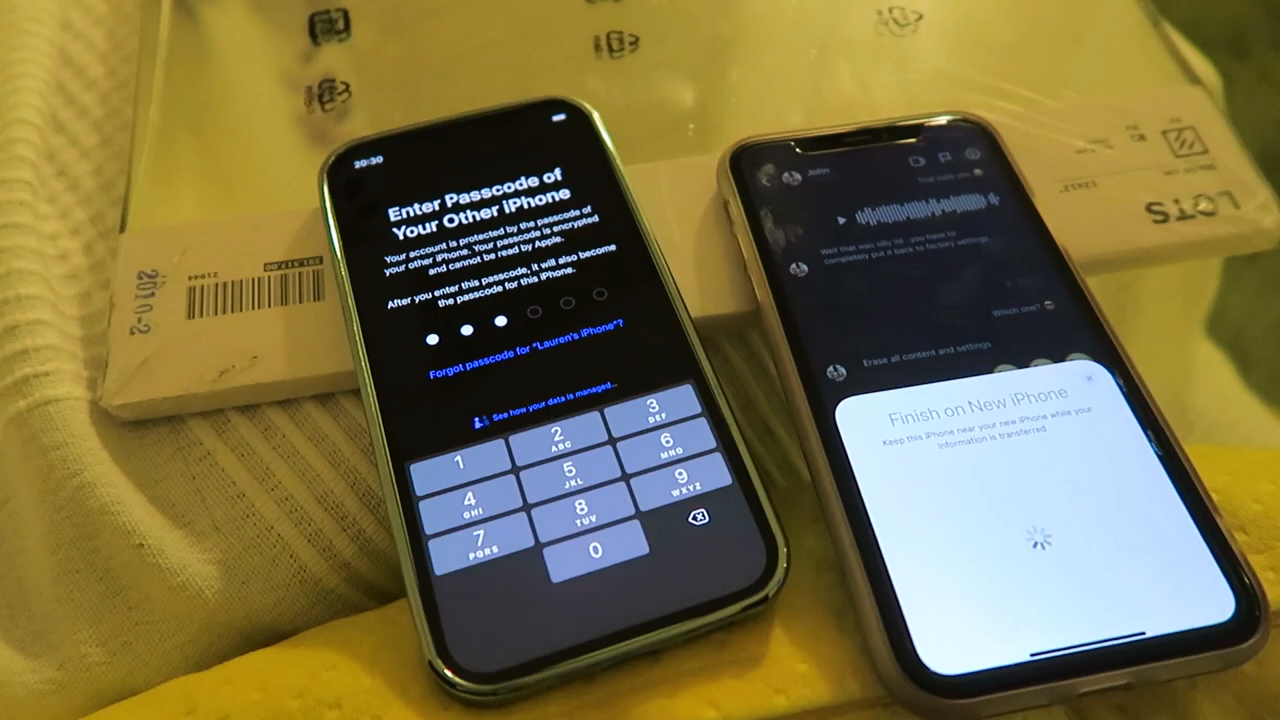 20:30
Enter Passcode of
Your Other iPhone
Your account is protected by the passcode of
your other iPhone. Your passcode is encrypted
and cannot be read by Apple.
After you enter this passcode, it will also become
the passcode for this iPhone.
Forgot passcode for "Lauren's iPhone"?
See how your data is managed...
1
2
ABC
3
DEF
4
GHI
5
JKL
6
MNO
7
PQRS
8
TUV
9
WXYZ
0
John
Well that was silly lol...you have to
completely put it back to factory settings.
Which one?
Erase all content and settings
Finish on New iPhone
Keep this iPhone near your new iPhone while your
information is transferred.
2010-2
21944
LOTS
12x12"